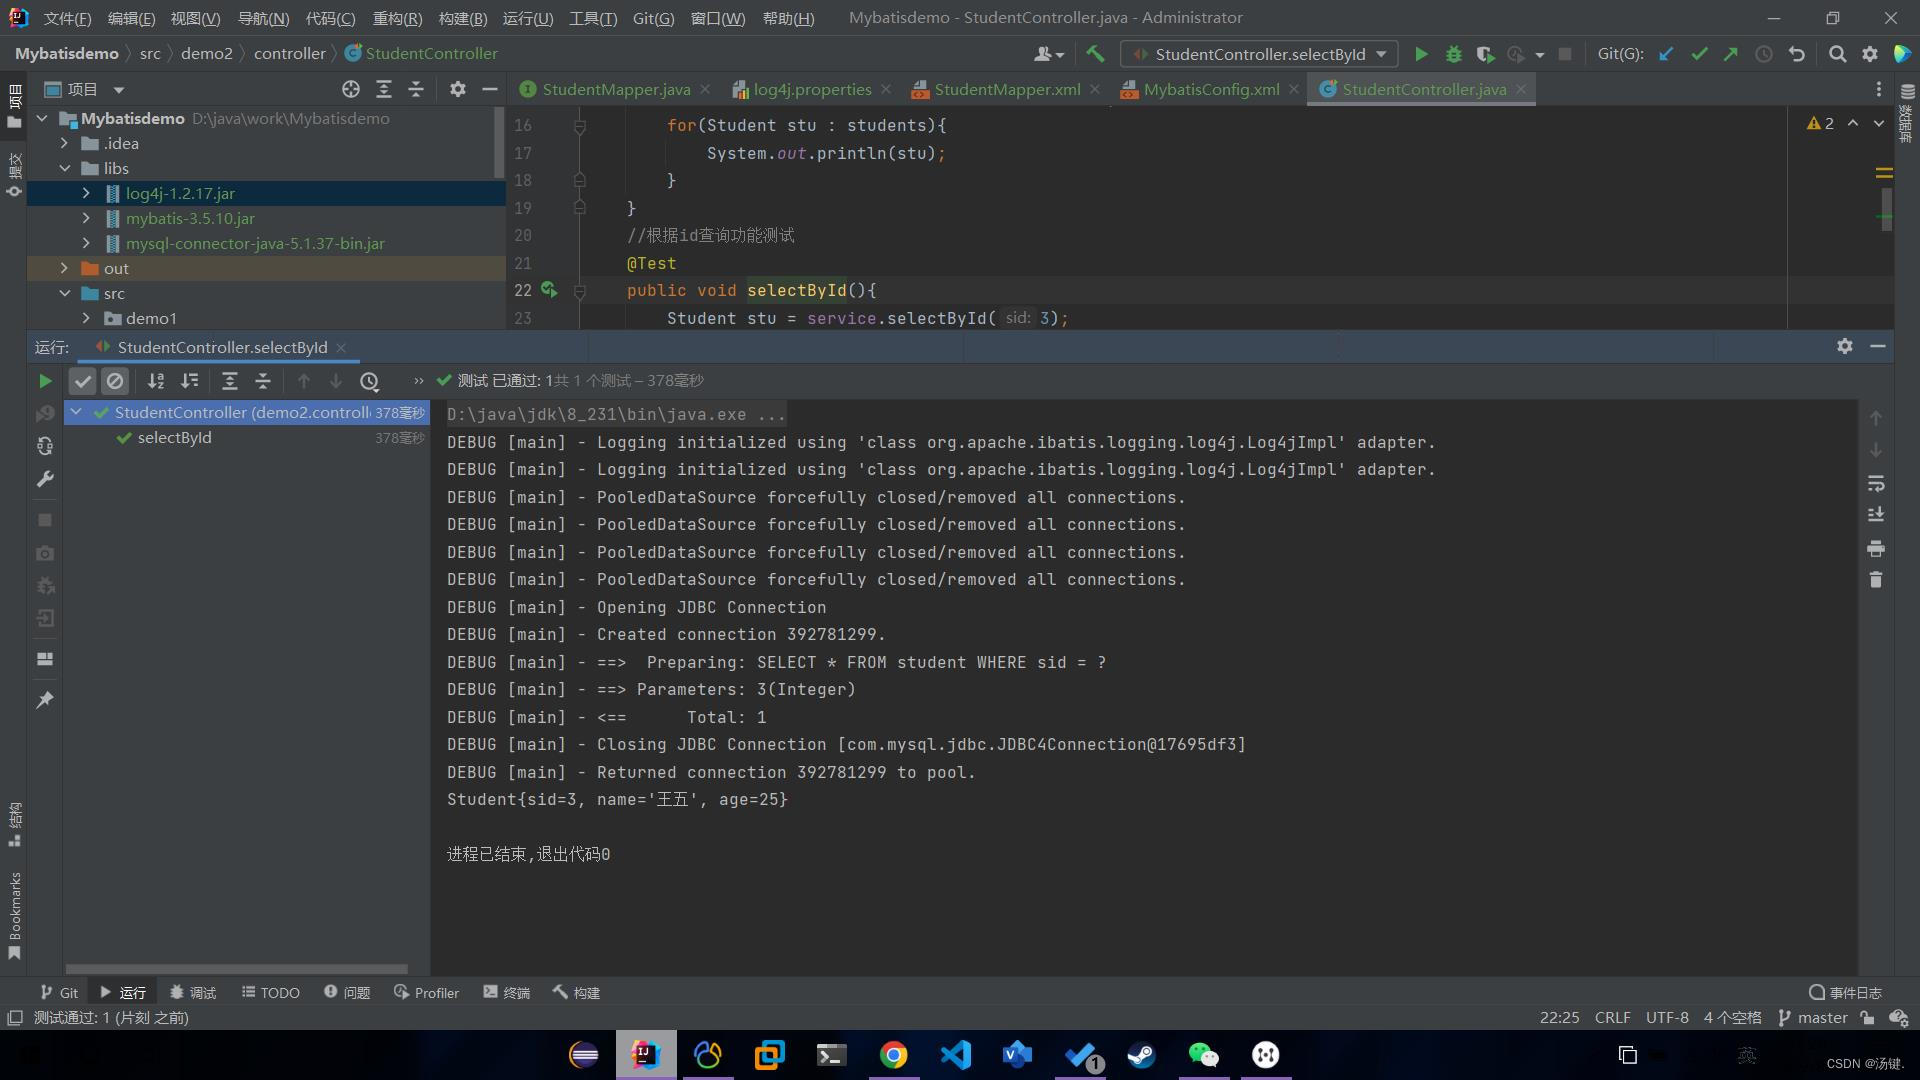 文件(F) 编辑(E) 视图(V) 导航(N) 代码(C) 重构(R) 构建(B) 运行(U) 工具(T) Git(G) 窗口(W) 帮助(H) Mybatisdemo - StudentController.java - Administrator
Mybatisdemo src demo2 controller StudentController
StudentController.selectById
Git(G):
项目
StudentMapper.java
log4j.properties
StudentMapper.xml
MybatisConfig.xml
StudentController.java
项目
提交
结构
Bookmarks
数据库
Mybatisdemo D:\java\work\Mybatisdemo
.idea
libs
log4j-1.2.17.jar
mybatis-3.5.10.jar
mysql-connector-java-5.1.37-bin.jar
out
src
demo1
2
16 for(Student stu : students){
17 System.out.println(stu);
18 }
19 }
20 //根据id查询功能测试
21 @Test
22 public void selectById(){
23 Student stu = service.selectById( sid: 3);
运行: StudentController.selectById
测试 已通过: 1共 1 个测试 – 378毫秒
StudentController (demo2.controll 378毫秒
selectById 378毫秒
D:\java\jdk\8_231\bin\java.exe ...
DEBUG [main] - Logging initialized using 'class org.apache.ibatis.logging.log4j.Log4jImpl' adapter.
DEBUG [main] - Logging initialized using 'class org.apache.ibatis.logging.log4j.Log4jImpl' adapter.
DEBUG [main] - PooledDataSource forcefully closed/removed all connections.
DEBUG [main] - PooledDataSource forcefully closed/removed all connections.
DEBUG [main] - PooledDataSource forcefully closed/removed all connections.
DEBUG [main] - PooledDataSource forcefully closed/removed all connections.
DEBUG [main] - Opening JDBC Connection
DEBUG [main] - Created connection 392781299.
DEBUG [main] - ==>  Preparing: SELECT * FROM student WHERE sid = ?
DEBUG [main] - ==> Parameters: 3(Integer)
DEBUG [main] - <==      Total: 1
DEBUG [main] - Closing JDBC Connection [com.mysql.jdbc.JDBC4Connection@17695df3]
DEBUG [main] - Returned connection 392781299 to pool.
Student{sid=3, name='王五', age=25}
进程已结束,退出代码0
Git 运行 调试 TODO 问题 Profiler 终端 构建 事件日志
测试通过: 1 (片刻 之前) 22:25 CRLF UTF-8 4 个空格 master
1
英
CSDN @汤键.